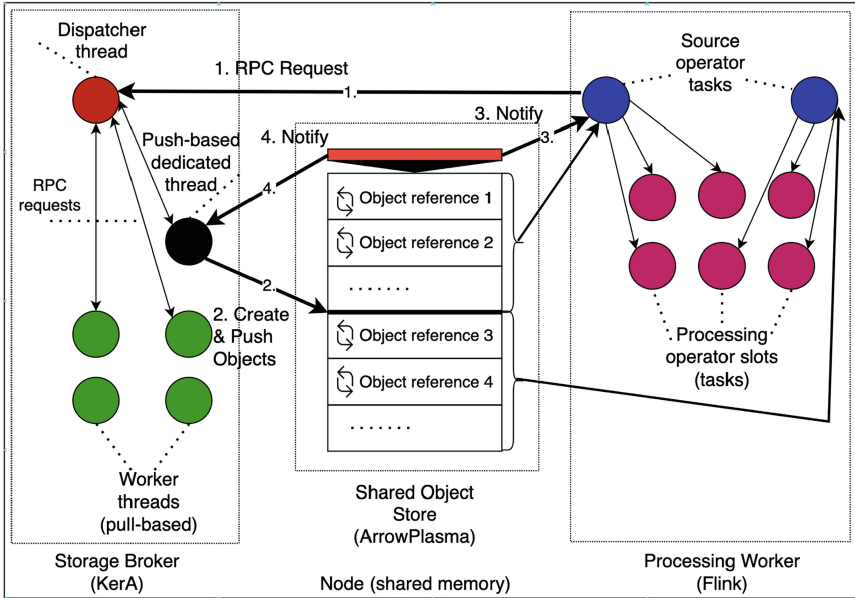 Dispatcher
thread
1. RPC Request
1.
Source
operator
tasks
3. Notify
3.
4. Notify
4.
Push-based
dedicated
thread
RPC
requests
Object reference 1
Object reference 2
.......
2.
2. Create
& Push
Objects
Object reference 3
Object reference 4
.......
Processing
operator slots
(tasks)
Worker
threads
(pull-based)
Shared Object
Store
(ArrowPlasma)
Storage Broker
(KerA)
Node (shared memory)
Processing Worker
(Flink)